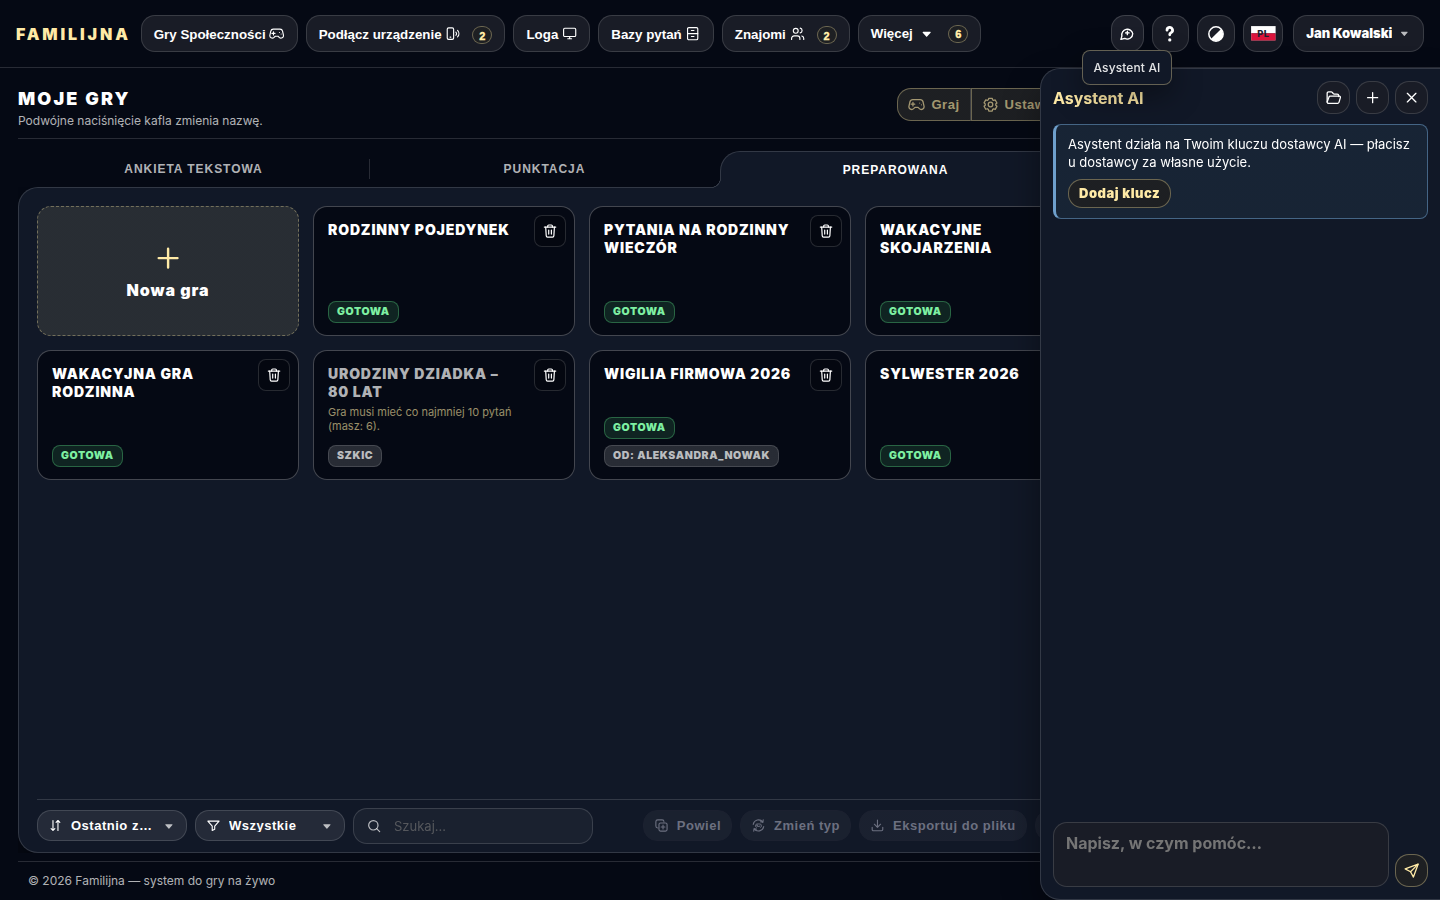 FAMILIJNA
Gry Społeczności
Podłącz urządzenie 2
Loga
Bazy pytań
Znajomi 2
Więcej 6
?
PL
Jan Kowalski
Asystent AI
MOJE GRY
Podwójne naciśnięcie kafla zmienia nazwę.
Graj
Ustaw
Asystent AI
Asystent działa na Twoim kluczu dostawcy AI — płacisz
u dostawcy za własne użycie.
Dodaj klucz
ANKIETA TEKSTOWA
PUNKTACJA
PREPAROWANA
Nowa gra
RODZINNY POJEDYNEK
GOTOWA
PYTANIA NA RODZINNY
WIECZÓR
GOTOWA
WAKACYJNE
SKOJARZENIA
GOTOWA
WAKACYJNA GRA
RODZINNA
GOTOWA
URODZINY DZIADKA –
80 LAT
Gra musi mieć co najmniej 10 pytań
(masz: 6).
SZKIC
WIGILIA FIRMOWA 2026
GOTOWA
OD: ALEKSANDRA_NOWAK
SYLWESTER 2026
GOTOWA
Ostatnio z...
Wszystkie
Szukaj...
Powiel
Zmień typ
Eksportuj do pliku
Napisz, w czym pomóc...
© 2026 Familijna — system do gry na żywo